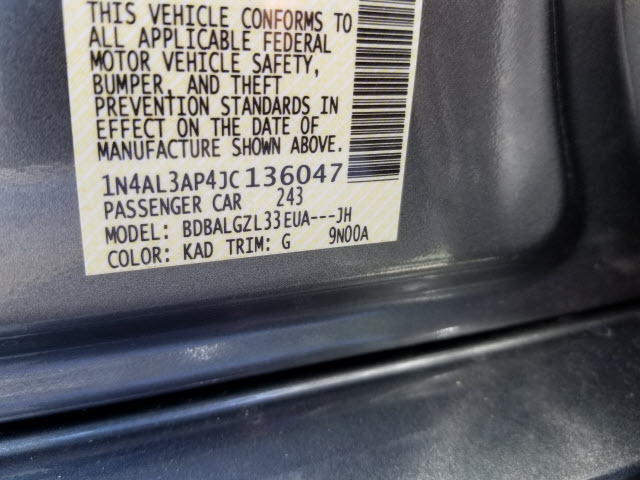 THIS VEHICLE CONFORMS TO
ALL APPLICABLE FEDERAL
MOTOR VEHICLE SAFETY,
BUMPER, AND THEFT
PREVENTION STANDARDS IN
EFFECT ON THE DATE OF
MANUFACTURE SHOWN ABOVE.
1N4AL3AP4JC136047
PASSENGER CAR 243
MODEL: BDBALGZL33EUA---JH
COLOR: KAD TRIM: G 9N00A